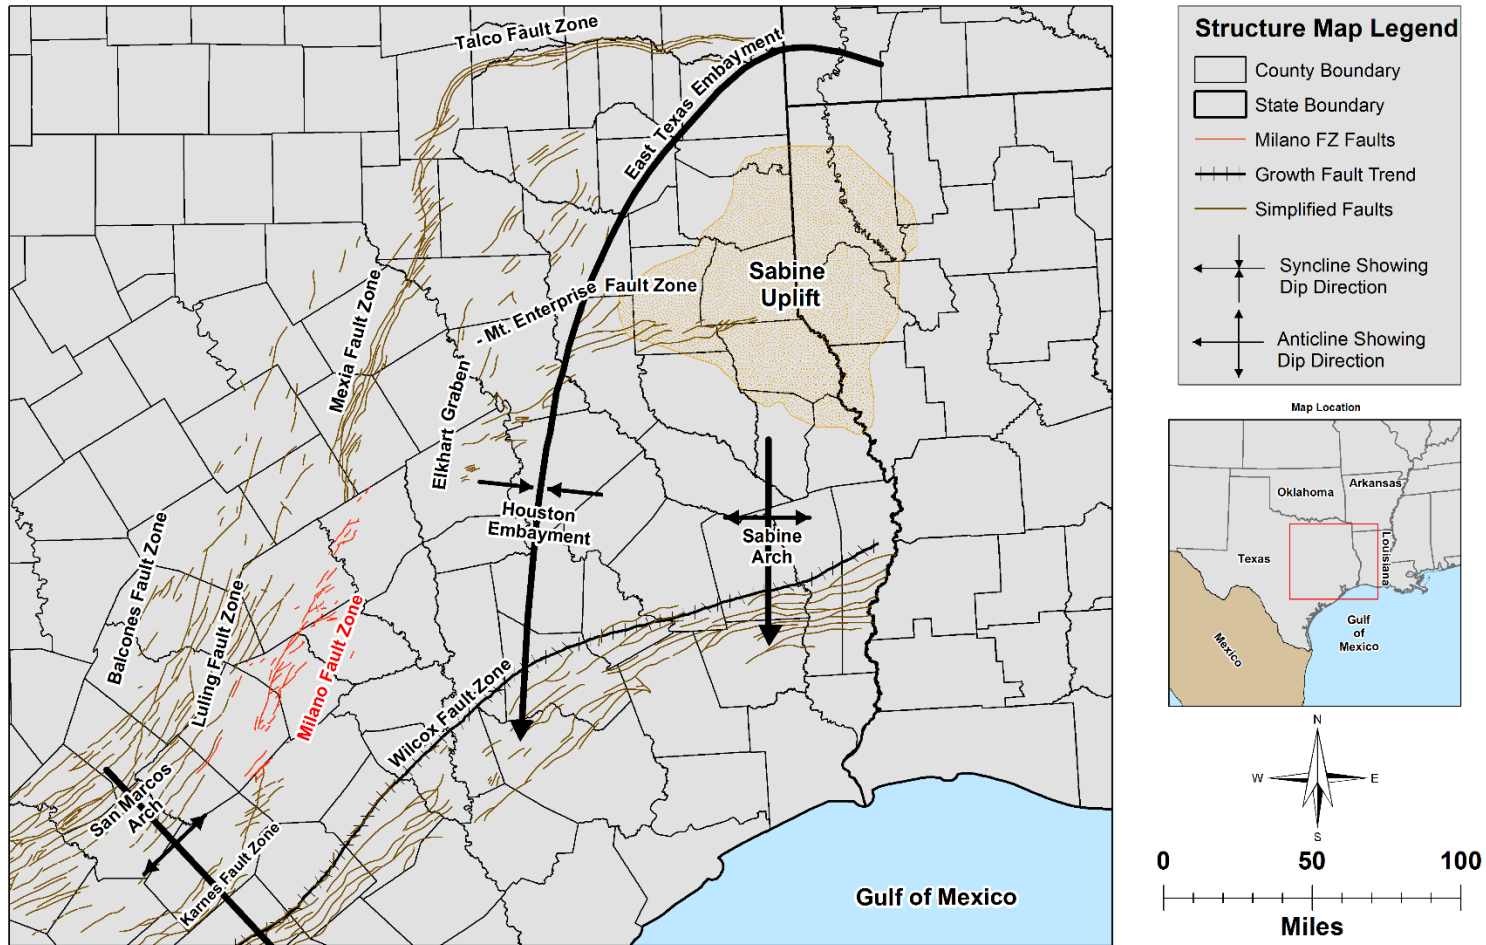 Talco Fault Zone
East Texas Embayment
Mexia Fault Zone
Elkhart Graben
- Mt. Enterprise Fault Zone
Sabine
Uplift
Houston
Embayment
Sabine
Arch
Balcones Fault Zone
Luling Fault Zone
Milano Fault Zone
Wilcox Fault Zone
San Marcos
Arch
Karnes Fault Zone
Gulf of Mexico
Structure Map Legend
County Boundary
State Boundary
Milano FZ Faults
Growth Fault Trend
Simplified Faults
Syncline Showing
Dip Direction
Anticline Showing
Dip Direction
Map Location
Oklahoma
Arkansas
Texas
Louisiana
Mexico
Gulf
of
Mexico
N
W
E
S
0 50 100
Miles